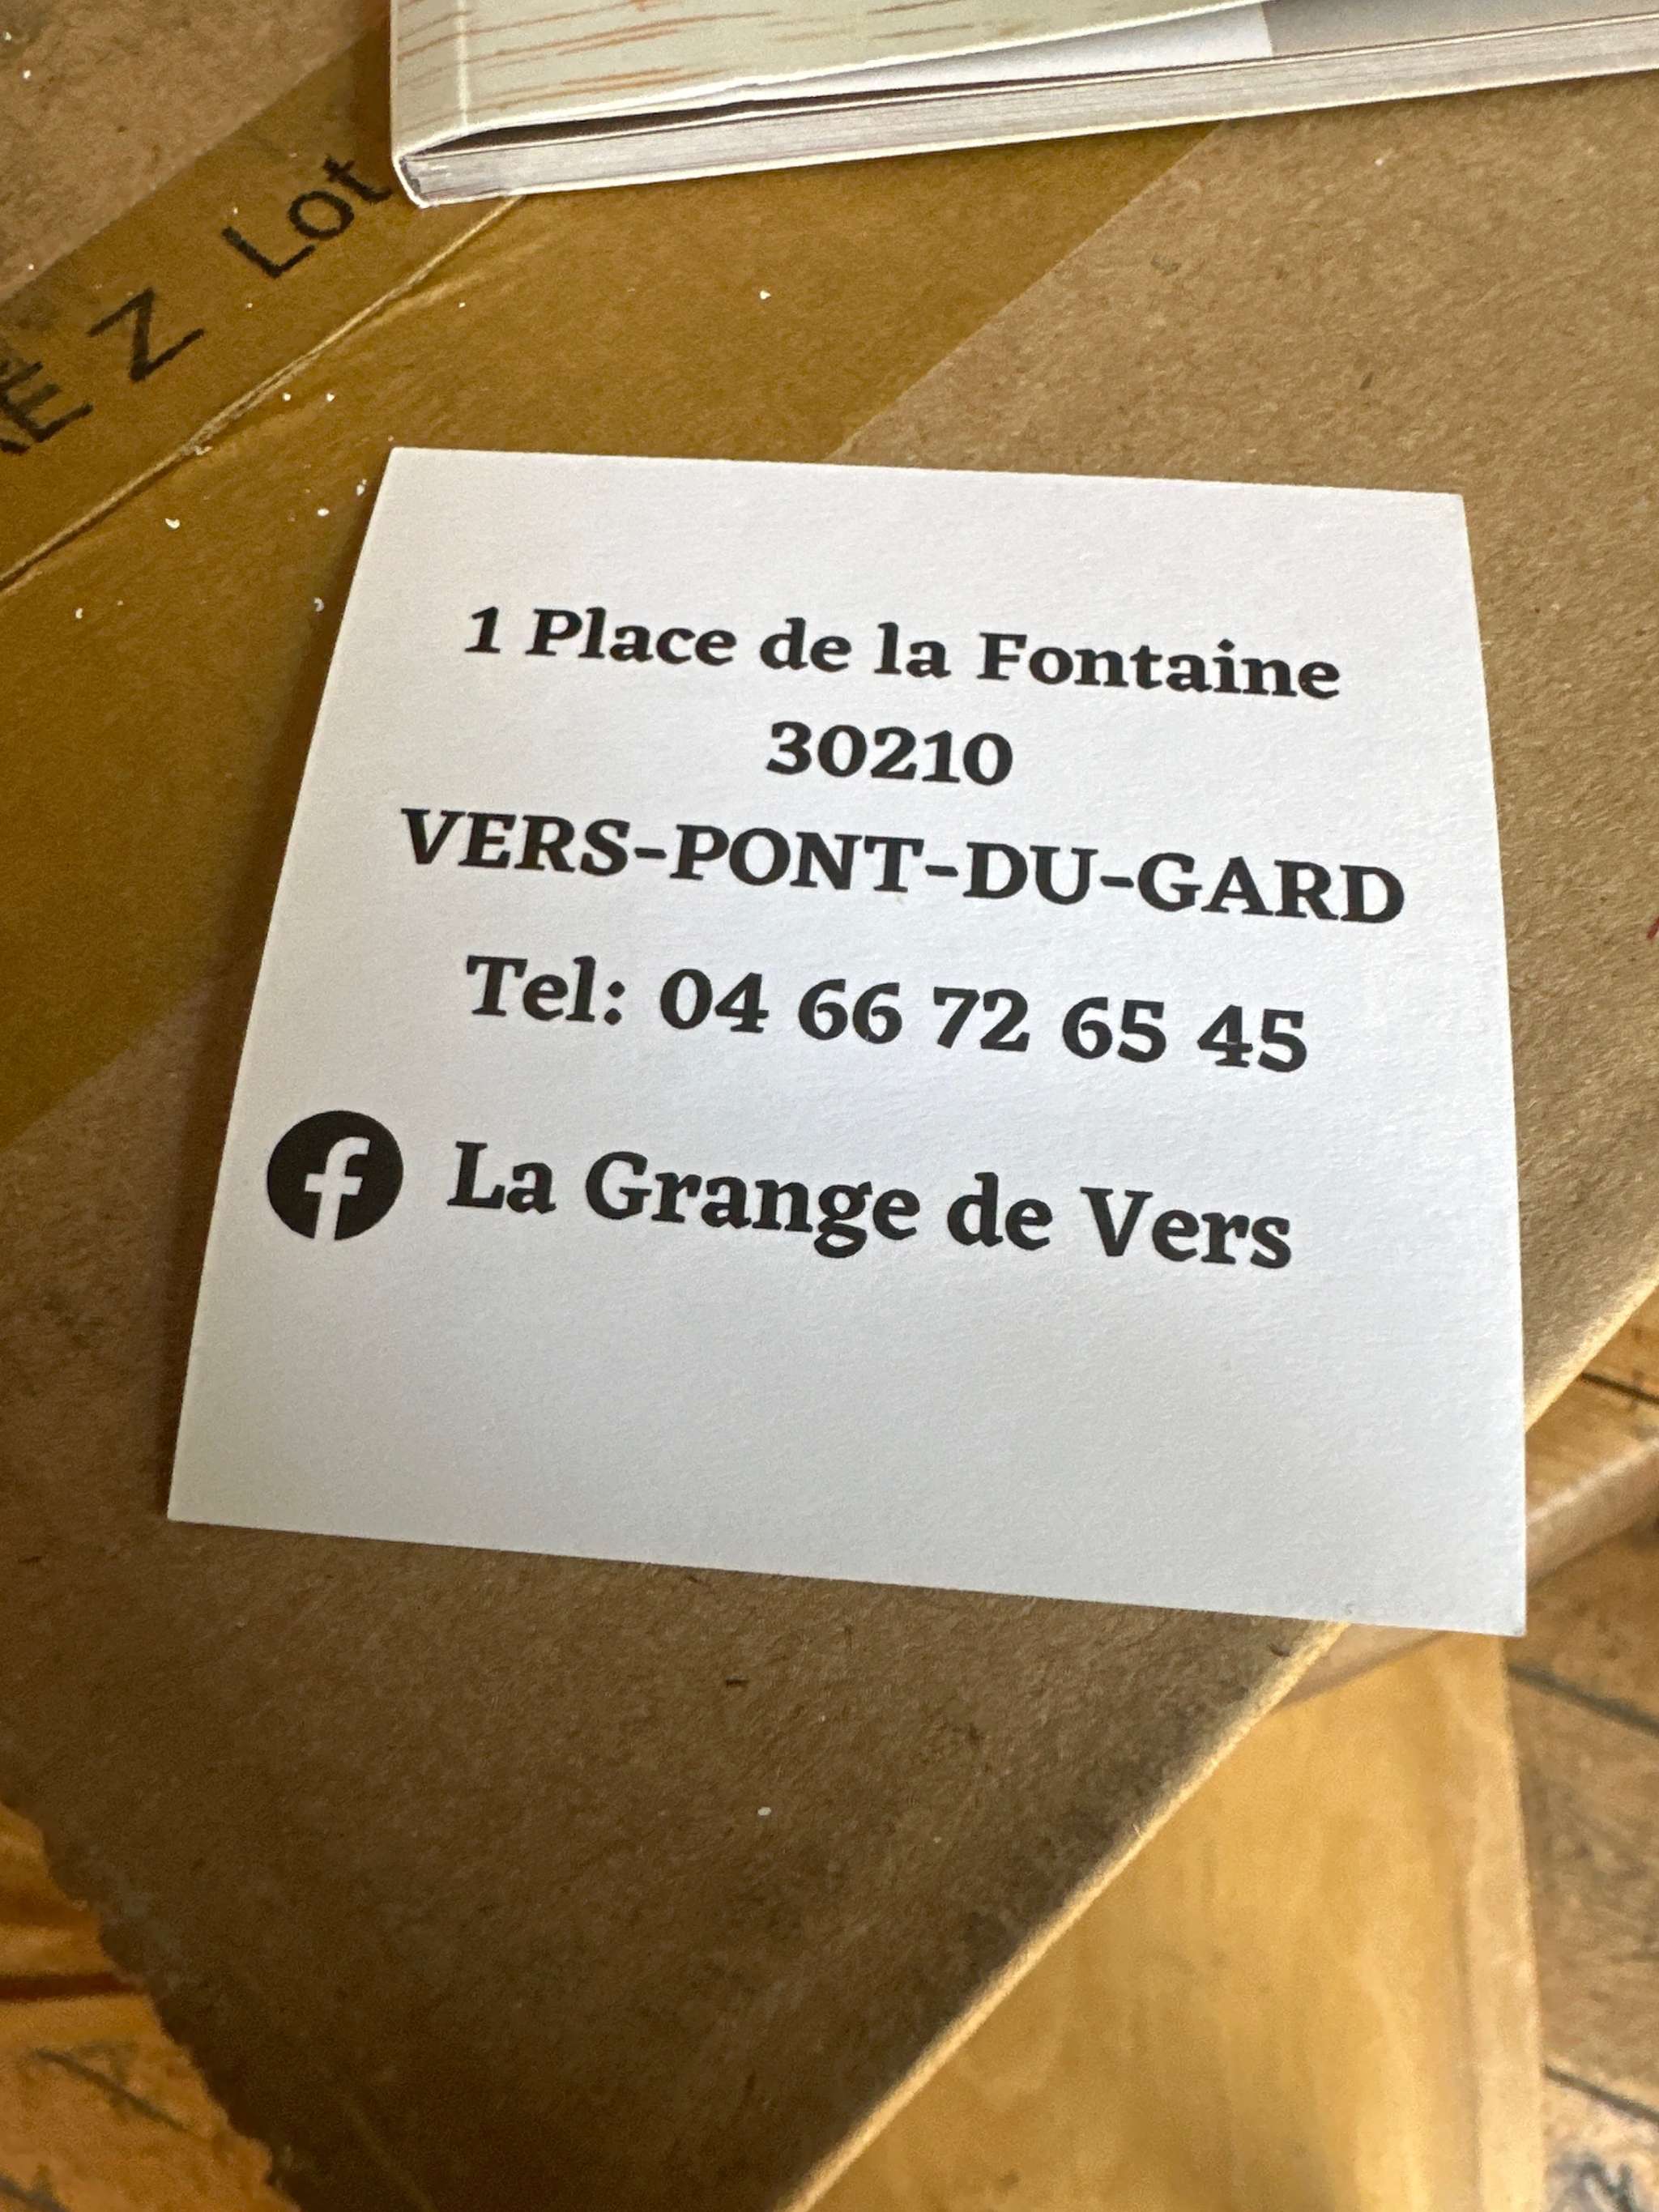 Lot
N
1 Place de la Fontaine
30210
VERS-PONT-DU-GARD
Tel: 04 66 72 65 45
f La Grange de Vers